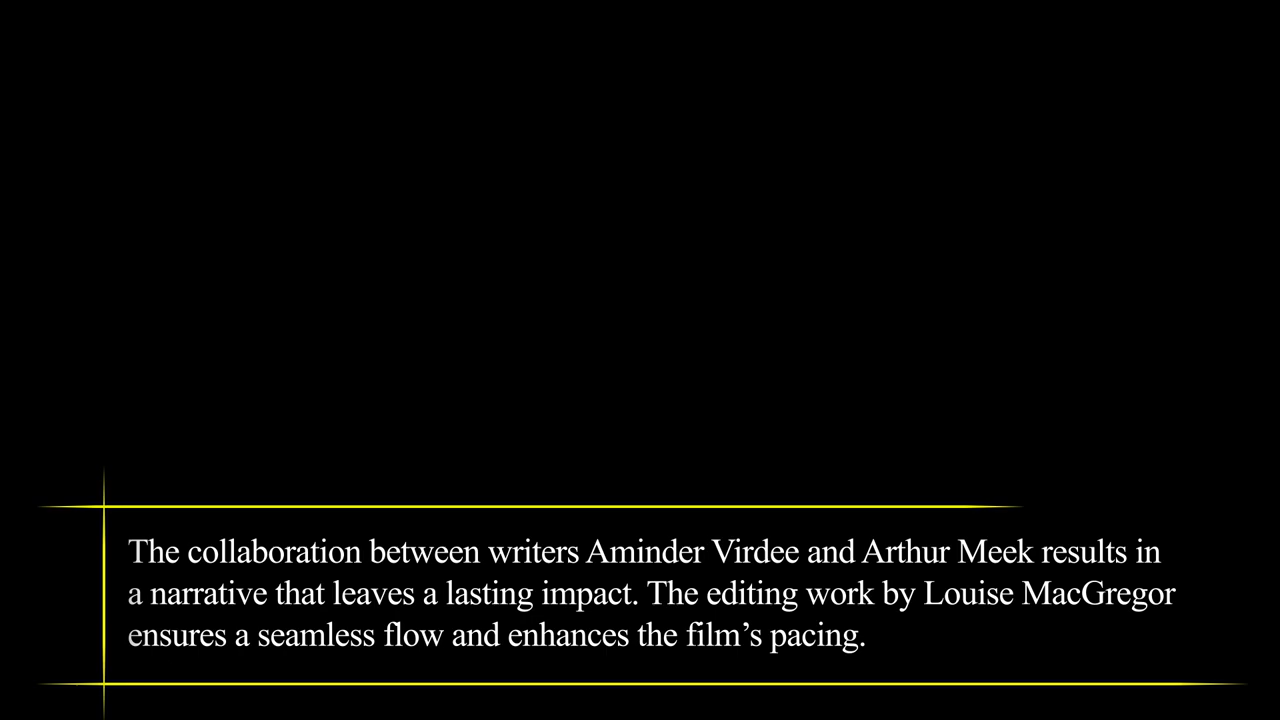 The collaboration between writers Aminder Virdee and Arthur Meek results in
a narrative that leaves a lasting impact. The editing work by Louise MacGregor
ensures a seamless flow and enhances the film’s pacing.